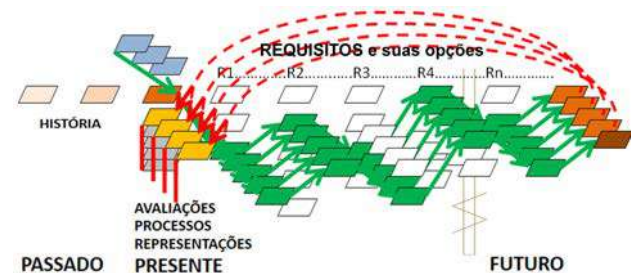 REQUISITOS e suas opções
R1........ R2........ R3........ R4........ Rn........
HISTÓRIA
AVALIAÇÕES
PROCESSOS
REPRESENTAÇÕES
PASSADO PRESENTE FUTURO